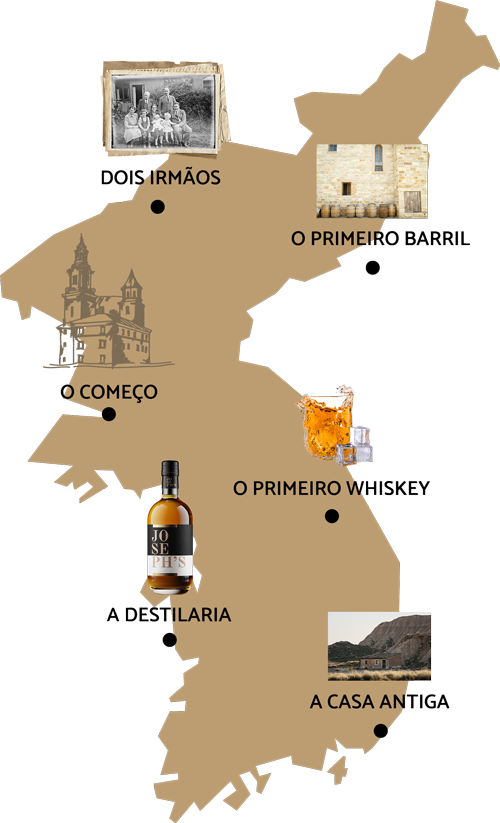 DOIS IRMÃOS
O PRIMEIRO BARRIL
O COMEÇO
O PRIMEIRO WHISKEY
JO
SE
PH'S
A DESTILARIA
A CASA ANTIGA